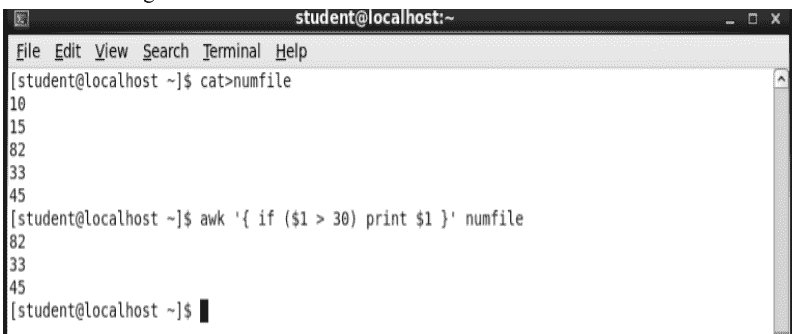 student@localhost:~
File Edit View Search Terminal Help
[student@localhost ~]$ cat>numfile
10
15
82
33
45
[student@localhost ~]$ awk '{ if ($1 > 30) print $1 }' numfile
82
33
45
[student@localhost ~]$